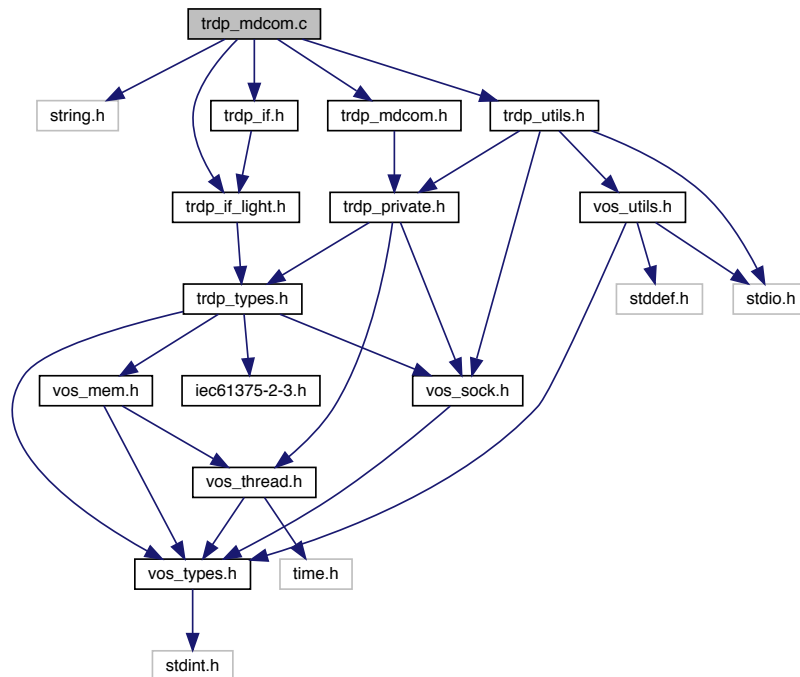 trdp_mdcom.c
string.h
trdp_if.h
trdp_mdcom.h
trdp_utils.h
trdp_if_light.h
trdp_private.h
vos_utils.h
trdp_types.h
stddef.h
stdio.h
vos_mem.h
iec61375-2-3.h
vos_sock.h
vos_thread.h
vos_types.h
time.h
stdint.h